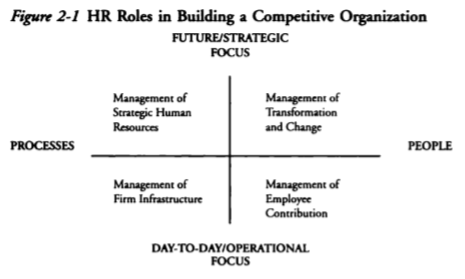 Figure 2-1 HR Roles in Building a Competitive Organization
FUTURE/STRATEGIC
FOCUS
Management of
Strategic Human
Resources
Management of
Transformation
and Change
PROCESSES
PEOPLE
Management of
Firm Infrastructure
Management of
Employee
Contribution
DAY-TO-DAY/OPERATIONAL
FOCUS